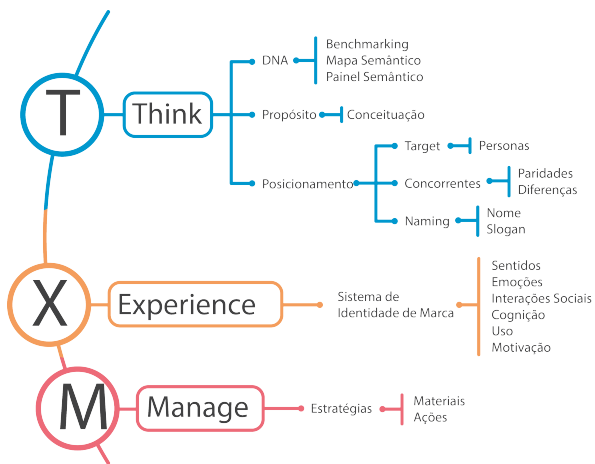 T
Think
DNA
Benchmarking
Mapa Semântico
Painel Semântico
Propósito
Conceituação
Posicionamento
Target
Personas
Concorrentes
Paridades
Diferenças
Naming
Nome
Slogan
X
Experience
Sistema de
Identidade de Marca
Sentidos
Emoções
Interações Sociais
Cognição
Uso
Motivação
M
Manage
Estratégias
Materiais
Ações